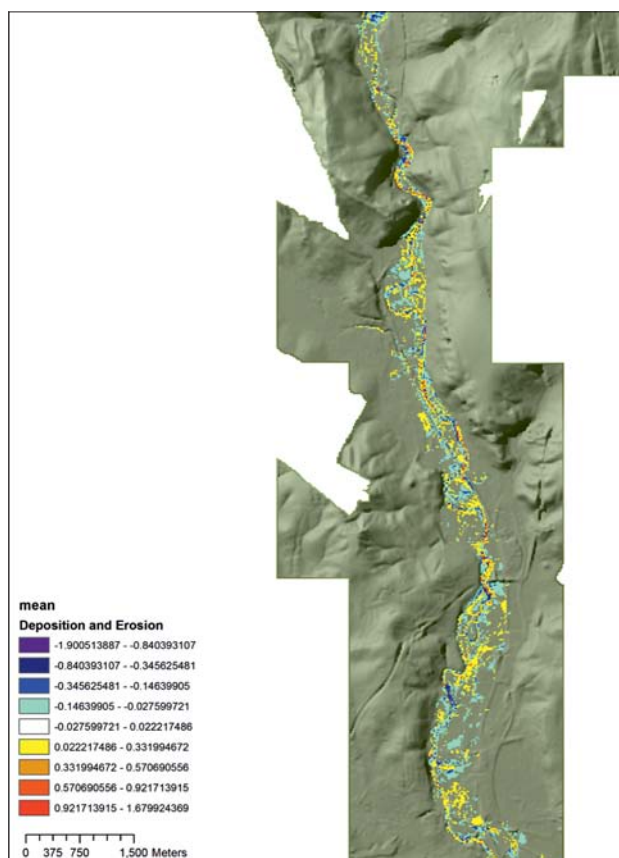 mean
Deposition and Erosion
-1.900513887 - -0.840393107
-0.840393107 - -0.345625481
-0.345625481 - -0.14639905
-0.14639905 - -0.027599721
-0.027599721 - 0.022217486
0.022217486 - 0.331994672
0.331994672 - 0.570690556
0.570690556 - 0.921713915
0.921713915 - 1.679924369
0 375 750 1,500 Meters